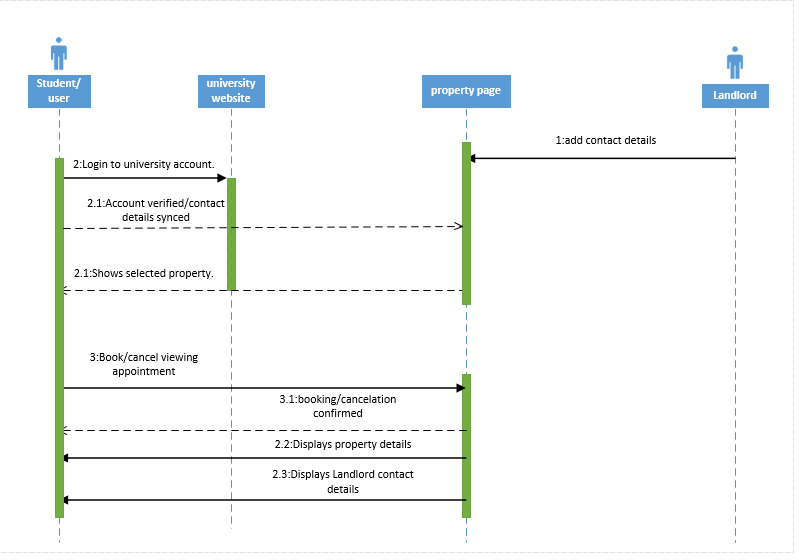 Student/
user
university
website
property page
Landlord
1:add contact details
2:Login to university account.
2.1:Account verified/contact
details synced
2.1:Shows selected property.
3:Book/cancel viewing
appointment
3.1:booking/cancelation
confirmed
2.2:Displays property details
2.3:Displays Landlord contact
details